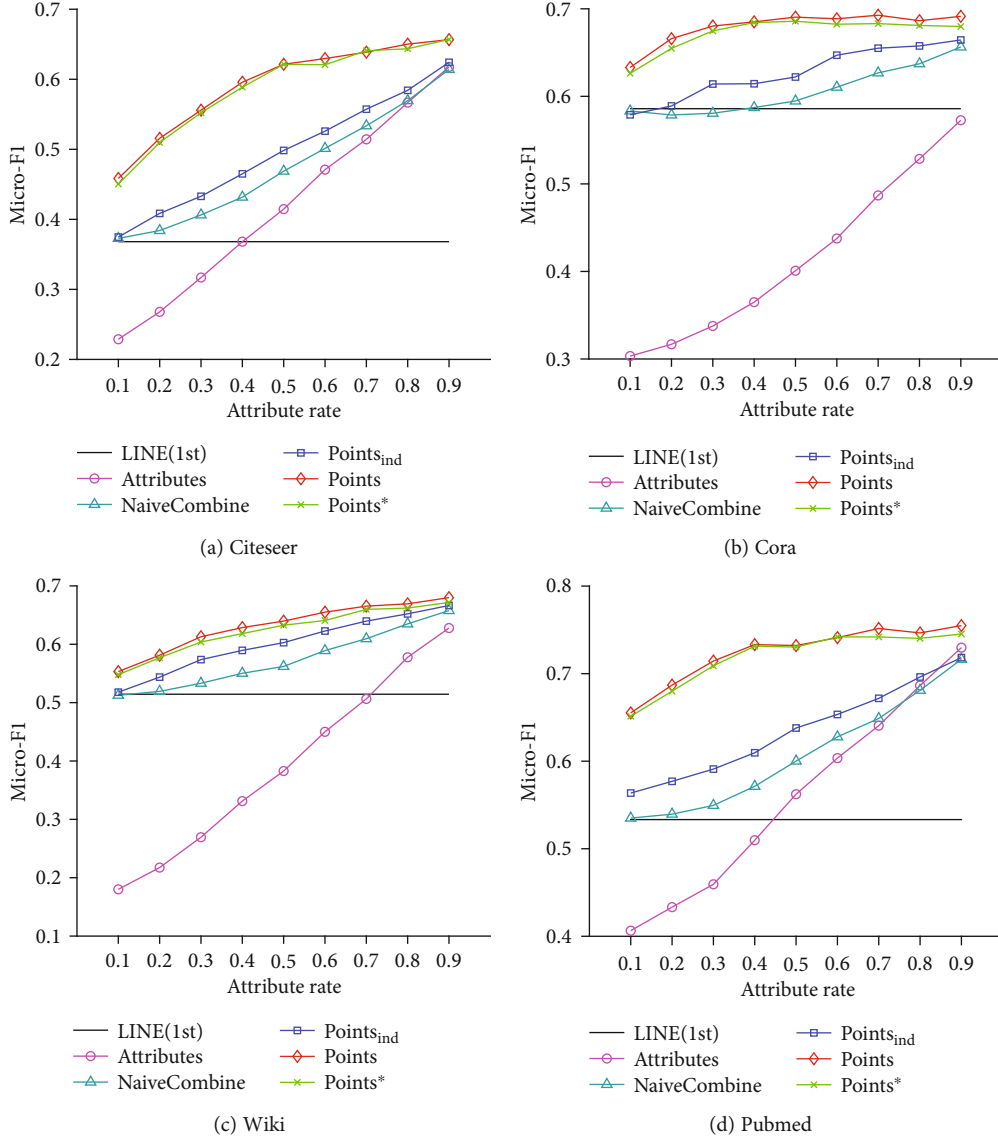 0.7
0.6
0.5
0.4
0.3
0.2
Micro-F1
0.1 0.2 0.3 0.4 0.5 0.6 0.7 0.8 0.9
Attribute rate
LINE(1st)
Attributes
NaiveCombine
Points_ind
Points
Points*
(a) Citeseer
0.7
0.6
0.5
0.4
0.3
Micro-F1
0.1 0.2 0.3 0.4 0.5 0.6 0.7 0.8 0.9
Attribute rate
LINE(1st)
Attributes
NaiveCombine
Points_ind
Points
Points*
(b) Cora
0.7
0.6
0.5
0.4
0.3
0.2
0.1
Micro-F1
0.1 0.2 0.3 0.4 0.5 0.6 0.7 0.8 0.9
Attribute rate
LINE(1st)
Attributes
NaiveCombine
Points_ind
Points
Points*
(c) Wiki
0.8
0.7
0.6
0.5
0.4
Micro-F1
0.1 0.2 0.3 0.4 0.5 0.6 0.7 0.8 0.9
Attribute rate
LINE(1st)
Attributes
NaiveCombine
Points_ind
Points
Points*
(d) Pubmed